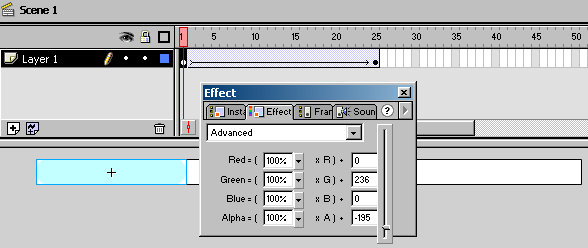 Scene 1
1 5 10 15 20 25 30 35 40 45 50
Layer 1
Effect
Insta Effect Fran Soun ?
Advanced
Red = ( 100% x R ) + 0
Green = ( 100% x G ) + 236
Blue = ( 100% x B ) + 0
Alpha = ( 100% x A ) + -195